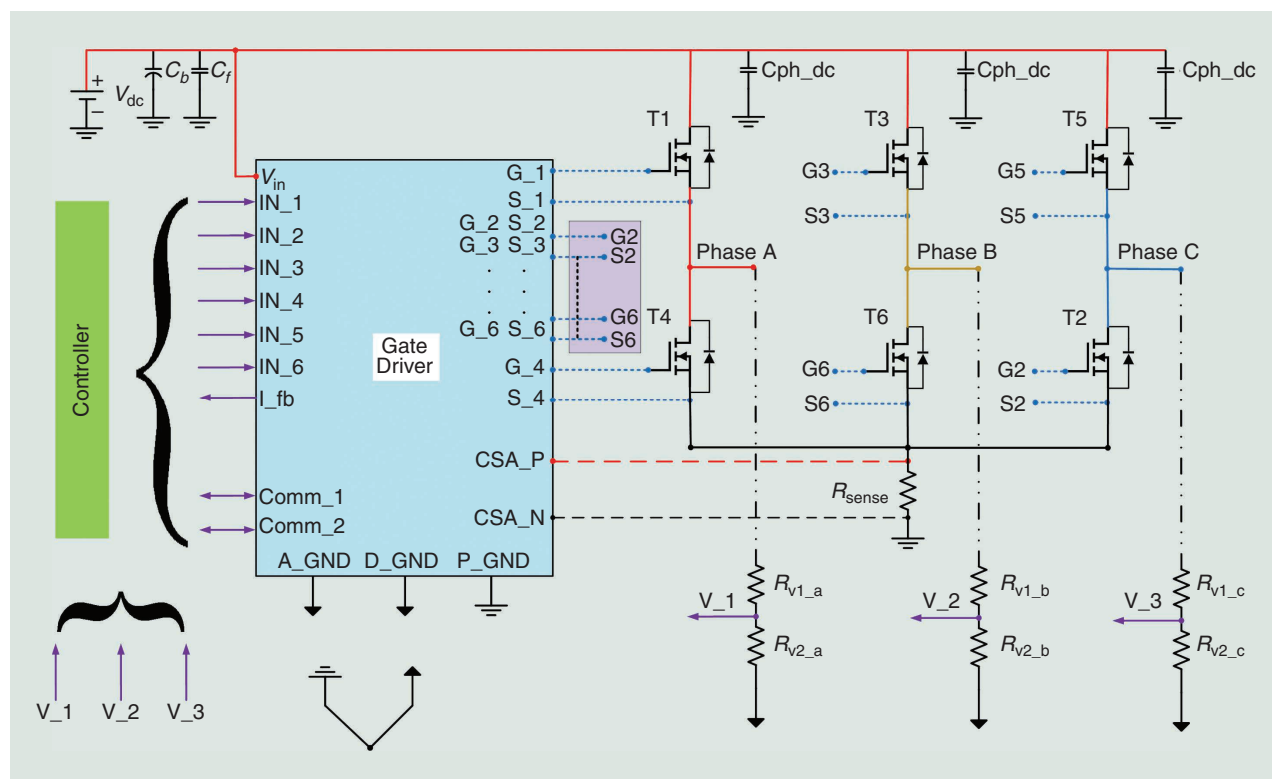 C_b
C_f
Cph_dc
Cph_dc
Cph_dc
+
V_dc
−
T1
T3
T5
V_in
G_1
G3
G5
IN_1
S_1
S3
S5
IN_2
G_2 S_2
G2
G_3 S_3
S2
IN_3
Phase A
Phase B
Phase C
IN_4
IN_5
G_6 S_6
G6
S6
T4
T6
T2
Controller
Gate
Driver
IN_6
G_4
G6
G2
I_fb
S_4
S6
S2
CSA_P
R_sense
Comm_1
CSA_N
Comm_2
A_GND D_GND P_GND
R_v1_a
R_v1_b
R_v1_c
V_1
V_2
V_3
R_v2_a
R_v2_b
R_v2_c
V_1 V_2 V_3